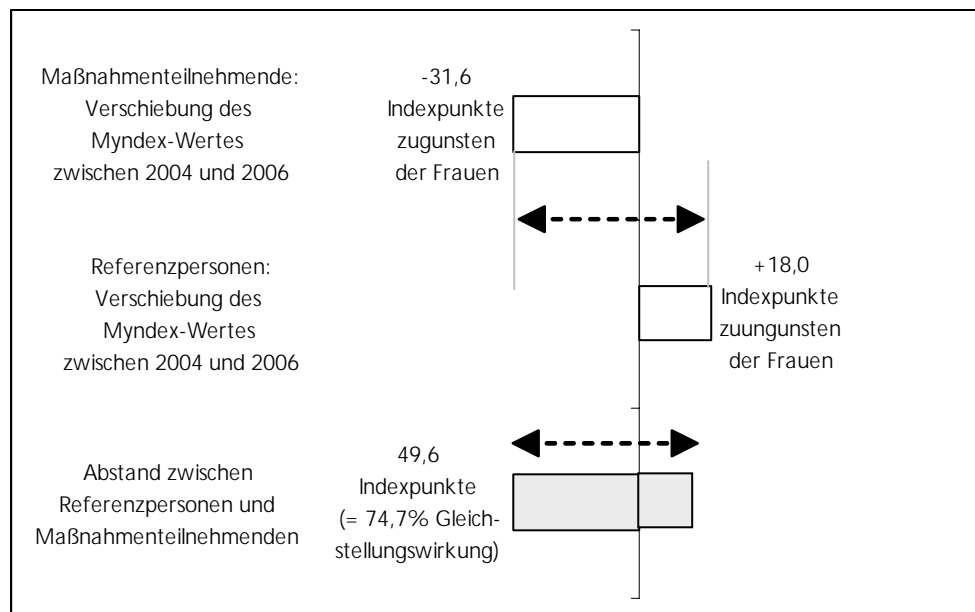 Maßnahmenteilnehmende:
Verschiebung des
Myndex-Wertes
zwischen 2004 und 2006
-31,6
Indexpunkte
zugunsten
der Frauen
Referenzpersonen:
Verschiebung des
Myndex-Wertes
zwischen 2004 und 2006
+18,0
Indexpunkte
zuungunsten
der Frauen
Abstand zwischen
Referenzpersonen und
Maßnahmenteilnehmenden
49,6
Indexpunkte
(= 74,7% Gleich-
stellungswirkung)